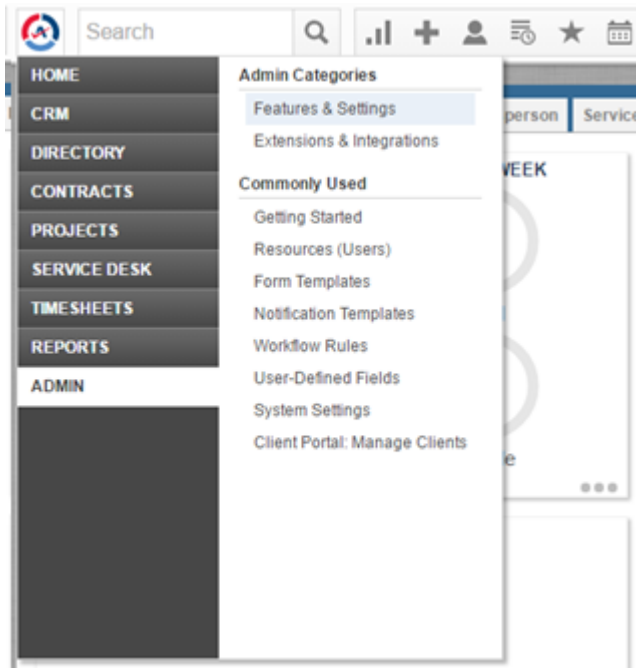 Search
HOME
CRM
DIRECTORY
CONTRACTS
PROJECTS
SERVICE DESK
TIMESHEETS
REPORTS
ADMIN
Admin Categories
Features & Settings
Extensions & Integrations
Commonly Used
Getting Started
Resources (Users)
Form Templates
Notification Templates
Workflow Rules
User-Defined Fields
System Settings
Client Portal: Manage Clients
person
Service